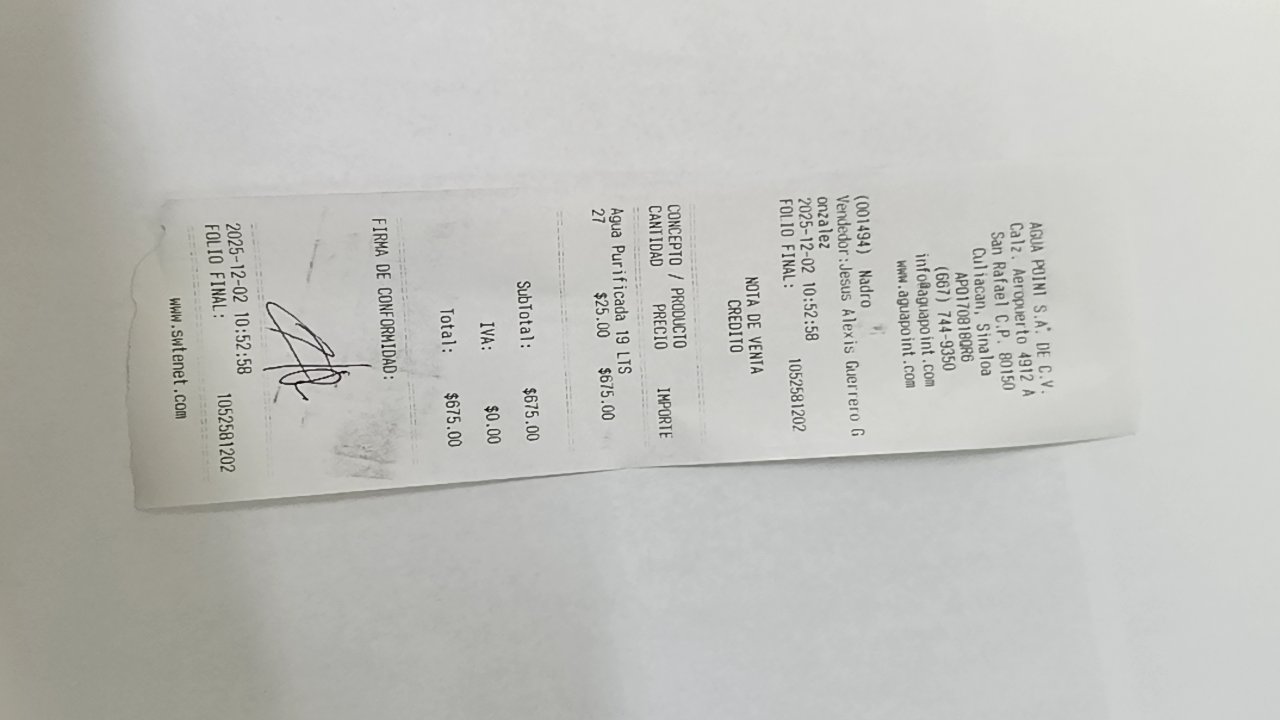 AGUA POINT S.A. DE C.V.
Calz. Aeropuerto 4912 A
San Rafael C.P. 80150
Culiacan, Sinaloa
APO170818QR6
(667) 744-9350
info@aguapoint.com
www.aguapoint.com
(001494) Nadro
Vendedor:Jesus Alexis Guerrero G
onzalez
2025-12-02 10:52:58
FOLIO FINAL: 1052581202
NOTA DE VENTA
CREDITO
CONCEPTO / PRODUCTO
CANTIDAD PRECIO IMPORTE
Agua Purificada 19 LTS
27 $25.00 $675.00
SubTotal: $675.00
IVA: $0.00
Total: $675.00
FIRMA DE CONFORMIDAD:
2025-12-02 10:52:58
FOLIO FINAL: 1052581202
www.swtenet.com